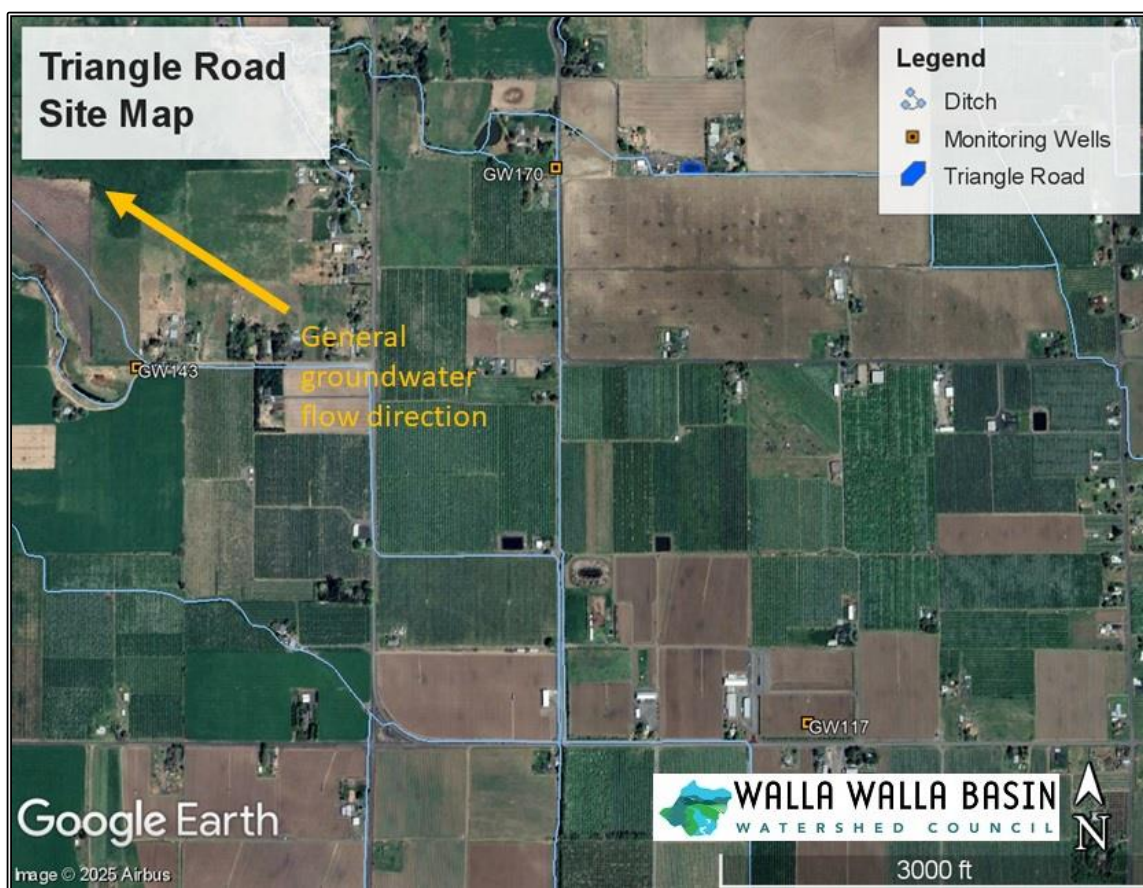 Triangle Road
Site Map
Legend
Ditch
Monitoring Wells
Triangle Road
GW170
General
groundwater
flow direction
GW143
GW117
WALLA WALLA BASIN
WATERSHED COUNCIL
N
3000 ft
Google Earth
Image © 2025 Airbus